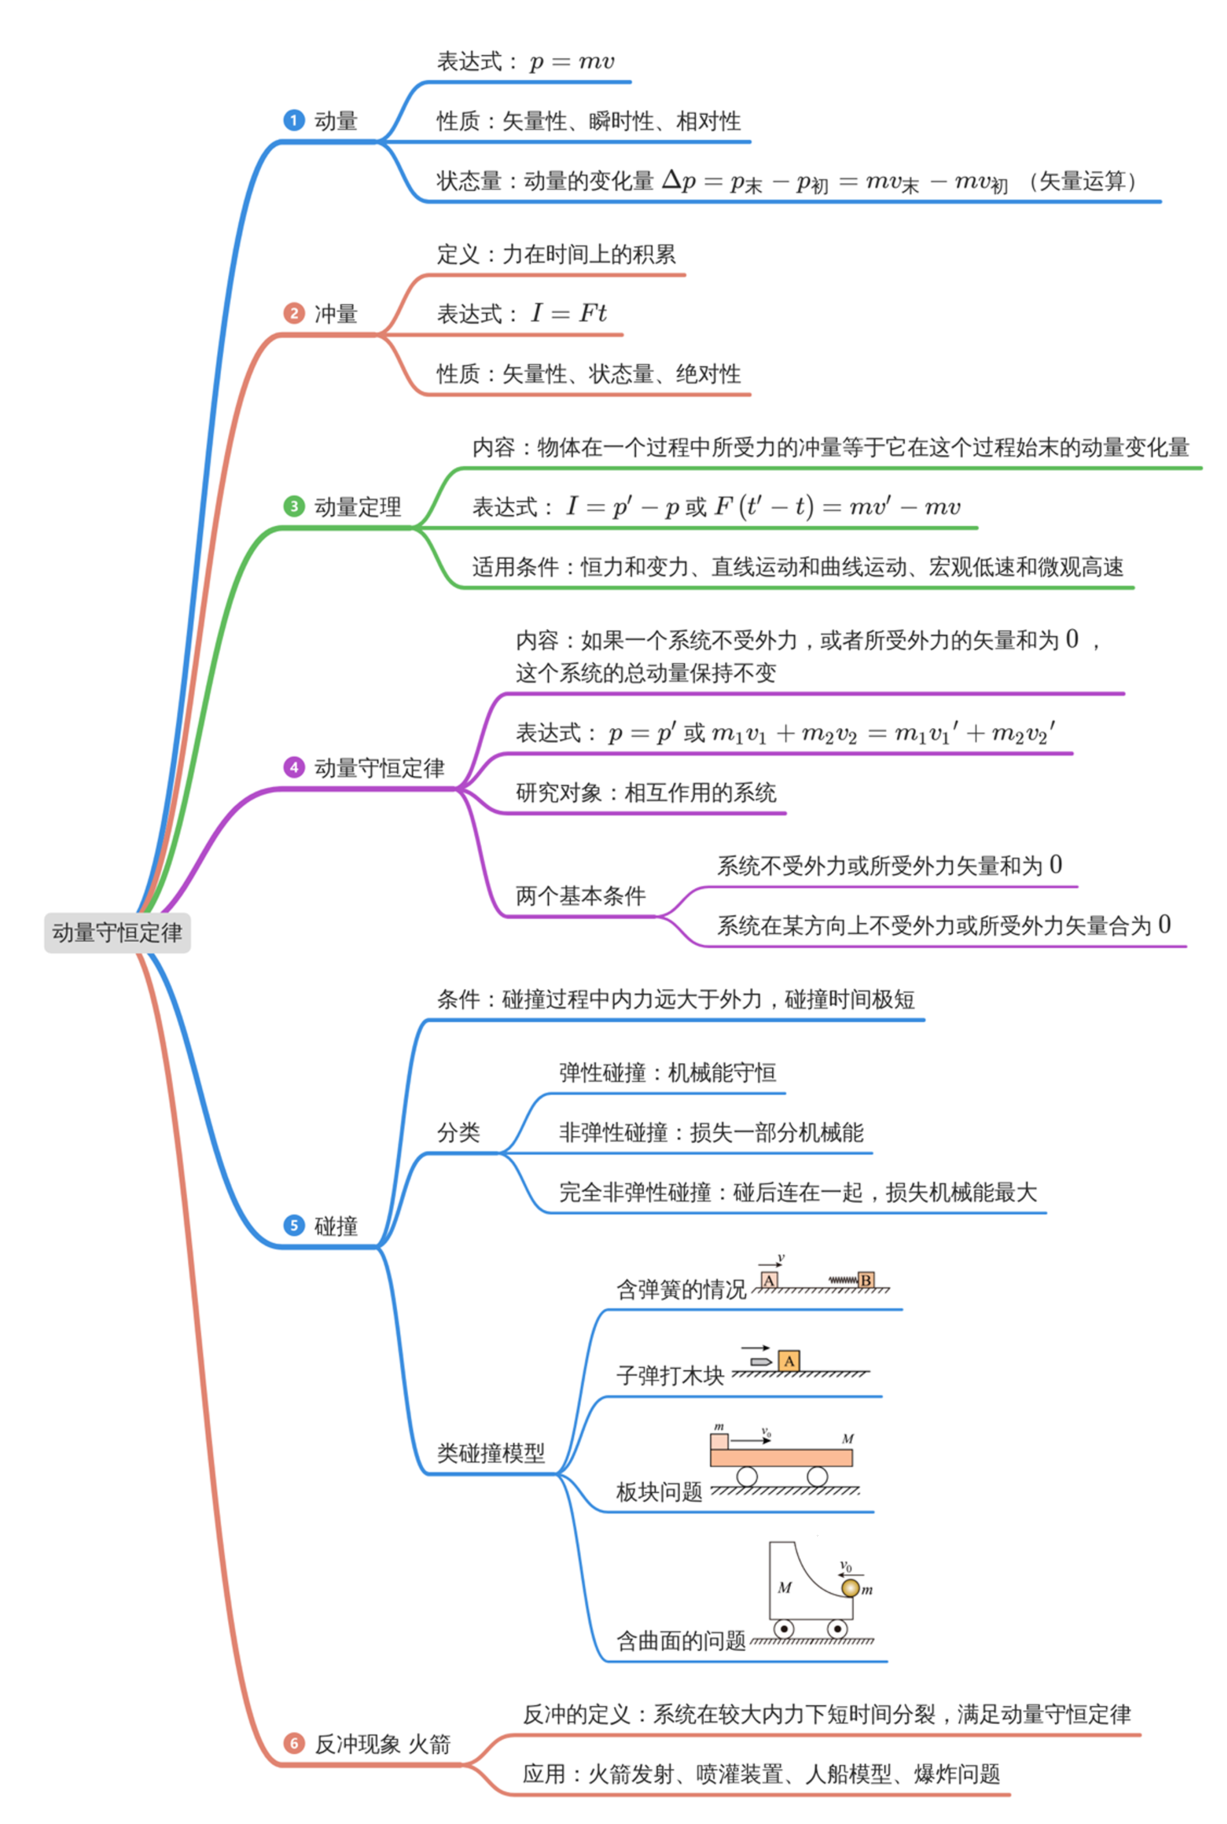 表达式： p = mv
1 动量
性质：矢量性、瞬时性、相对性
状态量：动量的变化量 Δp = p末 − p初 = mv末 − mv初 （矢量运算）
定义：力在时间上的积累
2 冲量
表达式： I = Ft
性质：矢量性、状态量、绝对性
内容：物体在一个过程中所受力的冲量等于它在这个过程始末的动量变化量
3 动量定理
表达式： I = p′ − p 或 F (t′ − t) = mv′ − mv
适用条件：恒力和变力、直线运动和曲线运动、宏观低速和微观高速
内容：如果一个系统不受外力，或者所受外力的矢量和为 0 ，
这个系统的总动量保持不变
表达式： p = p′ 或 m₁v₁ + m₂v₂ = m₁v₁′ + m₂v₂′
4 动量守恒定律
研究对象：相互作用的系统
系统不受外力或所受外力矢量和为 0
两个基本条件
系统在某方向上不受外力或所受外力矢量合为 0
动量守恒定律
条件：碰撞过程中内力远大于外力，碰撞时间极短
弹性碰撞：机械能守恒
分类
非弹性碰撞：损失一部分机械能
完全非弹性碰撞：碰后连在一起，损失机械能最大
5 碰撞
v
A B
含弹簧的情况
A
子弹打木块
m v₀ M
类碰撞模型
板块问题
v₀
M m
含曲面的问题
反冲的定义：系统在较大内力下短时间分裂，满足动量守恒定律
6 反冲现象 火箭
应用：火箭发射、喷灌装置、人船模型、爆炸问题